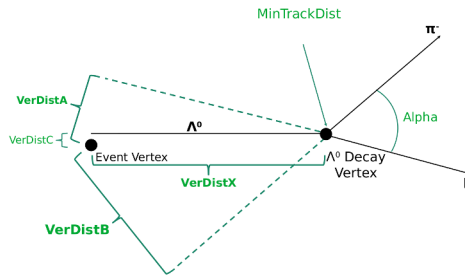 MinTrackDist
π⁻
VerDistA
Λ⁰
Alpha
VerDistC
Event Vertex
Λ⁰ Decay
Vertex
VerDistX
VerDistB